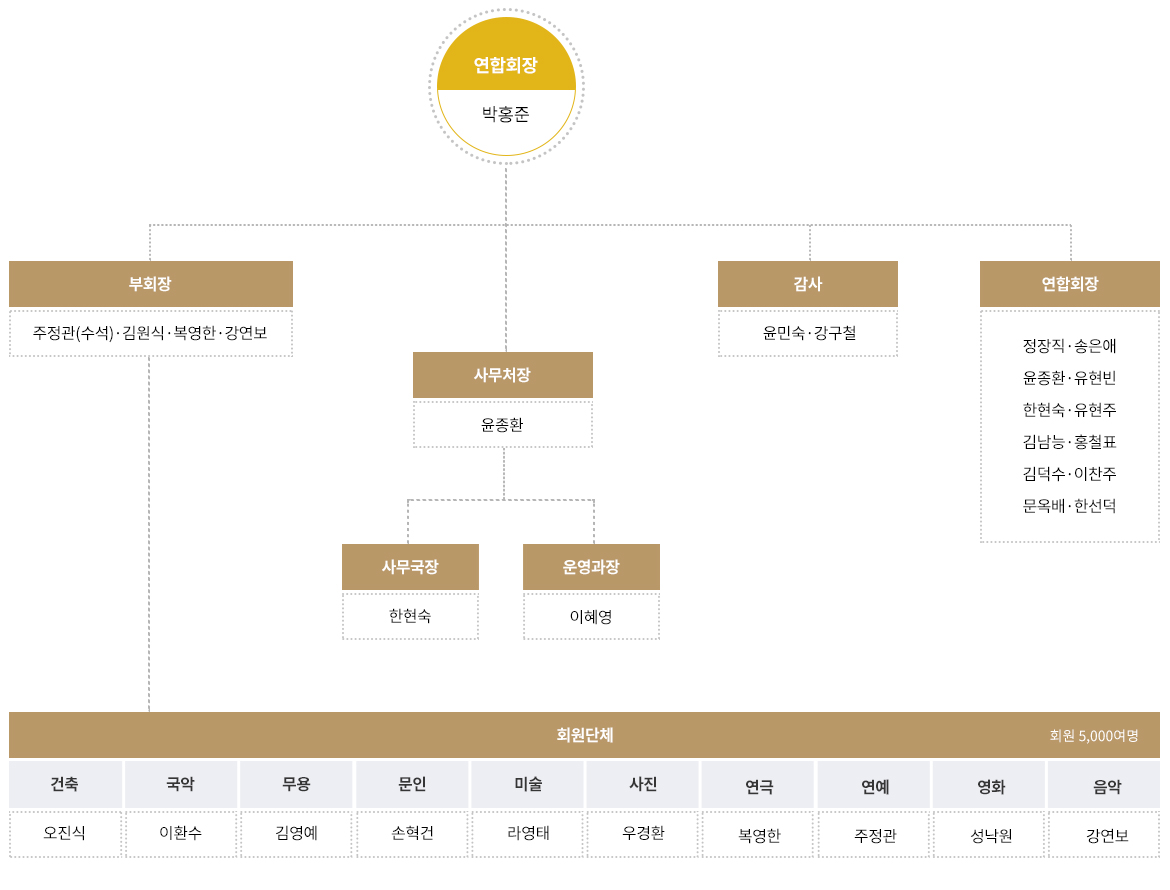 연합회장
박홍준
부회장
주정관(수석)·김원식·복영한·강연보
감사
윤민숙·강구철
연합회장
정장직·송은애
윤종환·유현빈
한현숙·유현주
김남능·홍철표
김덕수·이찬주
문옥배·한선덕
사무처장
윤종환
사무국장
한현숙
운영과장
이혜영
회원단체
회원 5,000여명
건축 국악 무용 문인 미술 사진 연극 연예 영화 음악
오진식 이환수 김영예 손혁건 라영태 우경환 복영한 주정관 성낙원 강연보